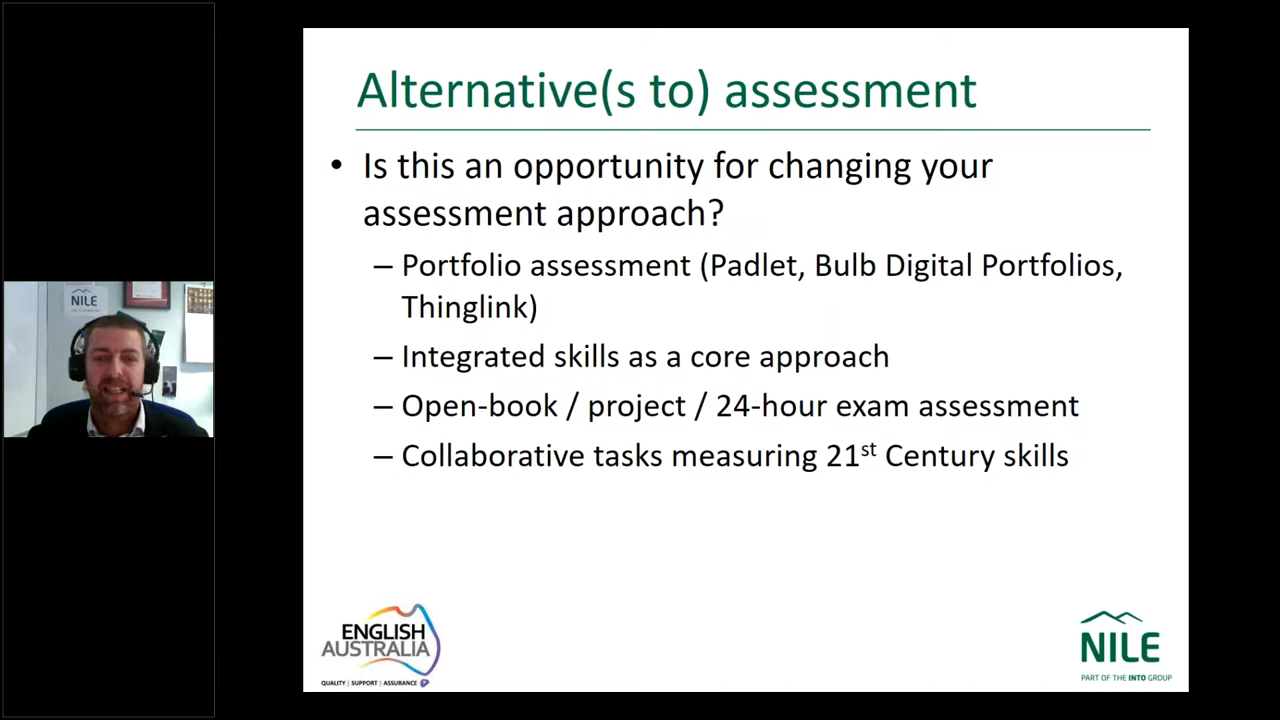 Alternative(s to) assessment
• Is this an opportunity for changing your
assessment approach?
– Portfolio assessment (Padlet, Bulb Digital Portfolios,
Thinglink)
– Integrated skills as a core approach
– Open-book / project / 24-hour exam assessment
– Collaborative tasks measuring 21st Century skills
NILE
ENGLISH
AUSTRALIA
QUALITY | SUPPORT | ASSURANCE
NILE
PART OF THE INTO GROUP